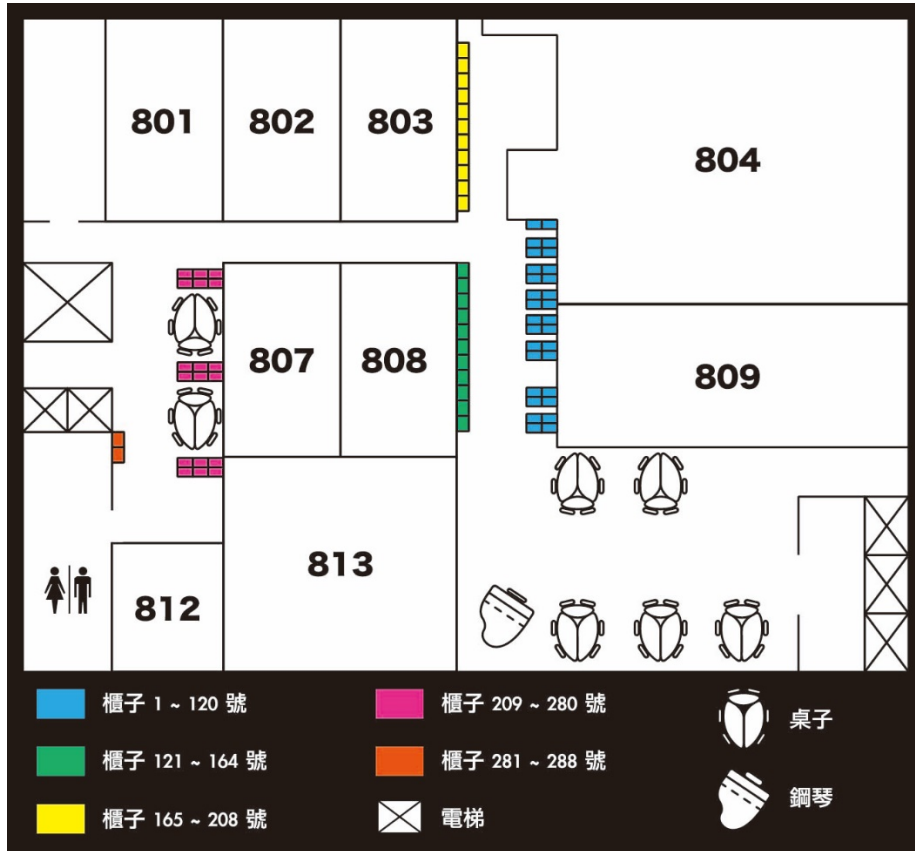 801
802
803
804
807
808
809
812
813
櫃子 1 ~ 120 號
櫃子 209 ~ 280 號
桌子
櫃子 121 ~ 164 號
櫃子 281 ~ 288 號
鋼琴
櫃子 165 ~ 208 號
電梯